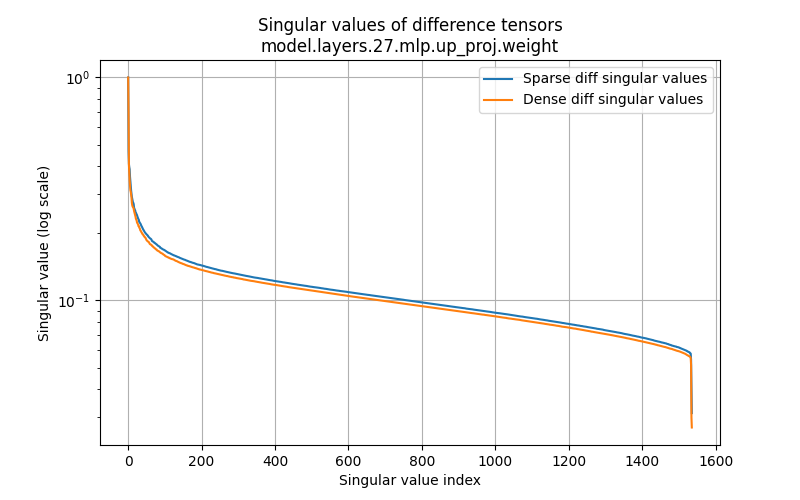 Singular values of difference tensors
model.layers.27.mlp.up_proj.weight
Sparse diff singular values
Dense diff singular values
Singular value (log scale)
10⁰
10⁻¹
0 200 400 600 800 1000 1200 1400 1600
Singular value index